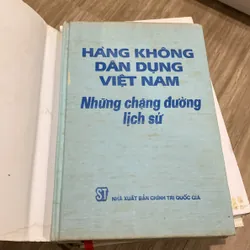 HÀNG KHÔNG
DÂN DỤNG
VIỆT NAM
Những chặng đường
lịch sử
ST
NHÀ XUẤT BẢN CHÍNH TRỊ QUỐC GIA